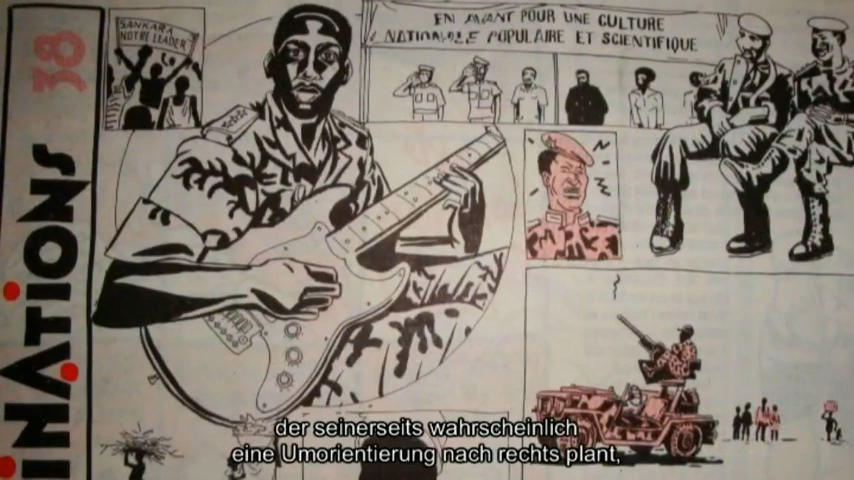 SANKARA
NOTRE LEADER
EN AVANT POUR UNE CULTURE
NATIONALE POPULAIRE ET SCIENTIFIQUE
38
iNATiONS
der seinerseits wahrscheinlich
eine Umorientierung nach rechts plant,